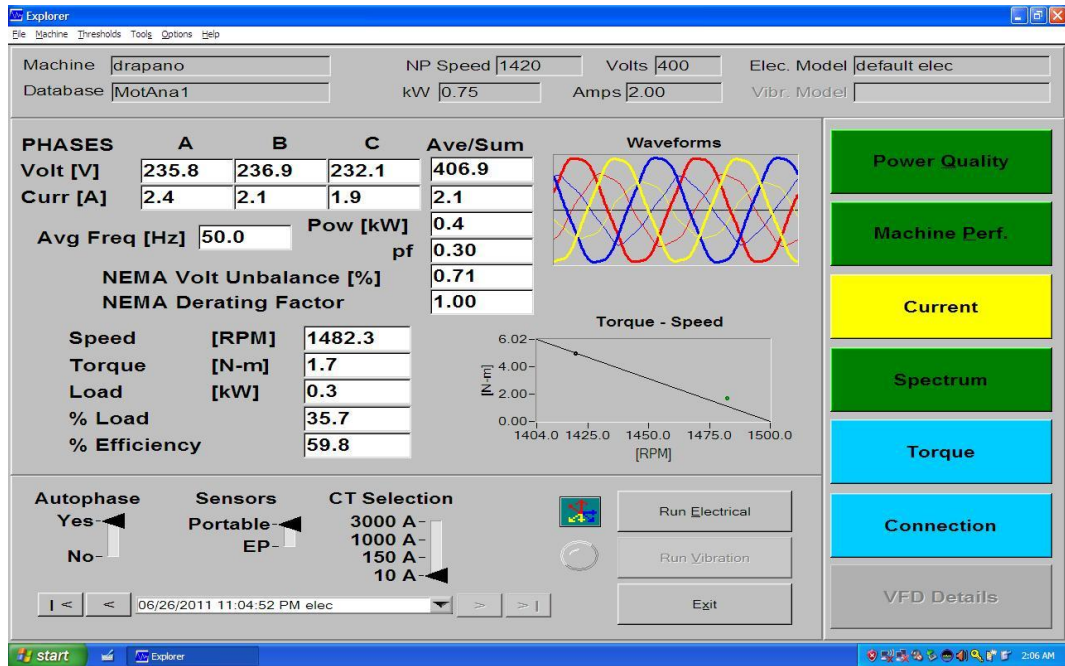 Explorer
File Machine Thresholds Tools Options Help
Machine drapano NP Speed 1420 Volts 400 Elec. Model default elec
Database MotAna1 kW 0.75 Amps 2.00 Vibr. Model
PHASES A B C Ave/Sum
Volt [V] 235.8 236.9 232.1 406.9
Curr [A] 2.4 2.1 1.9 2.1
Avg Freq [Hz] 50.0 Pow [kW] 0.4
pf 0.30
NEMA Volt Unbalance [%] 0.71
NEMA Derating Factor 1.00
Speed [RPM] 1482.3
Torque [N-m] 1.7
Load [kW] 0.3
% Load 35.7
% Efficiency 59.8
Waveforms
Torque - Speed
6.02
4.00
[N-m]
2.00
0.00
1404.0 1425.0 1450.0 1475.0 1500.0
[RPM]
Power Quality
Machine Perf.
Current
Spectrum
Torque
Connection
VFD Details
Autophase Sensors CT Selection
Yes Portable 3000 A
1000 A
No EP 150 A
10 A
Run Electrical
Run Vibration
Exit
|< < 06/26/2011 11:04:52 PM elec > >|
start Explorer 2:06 AM